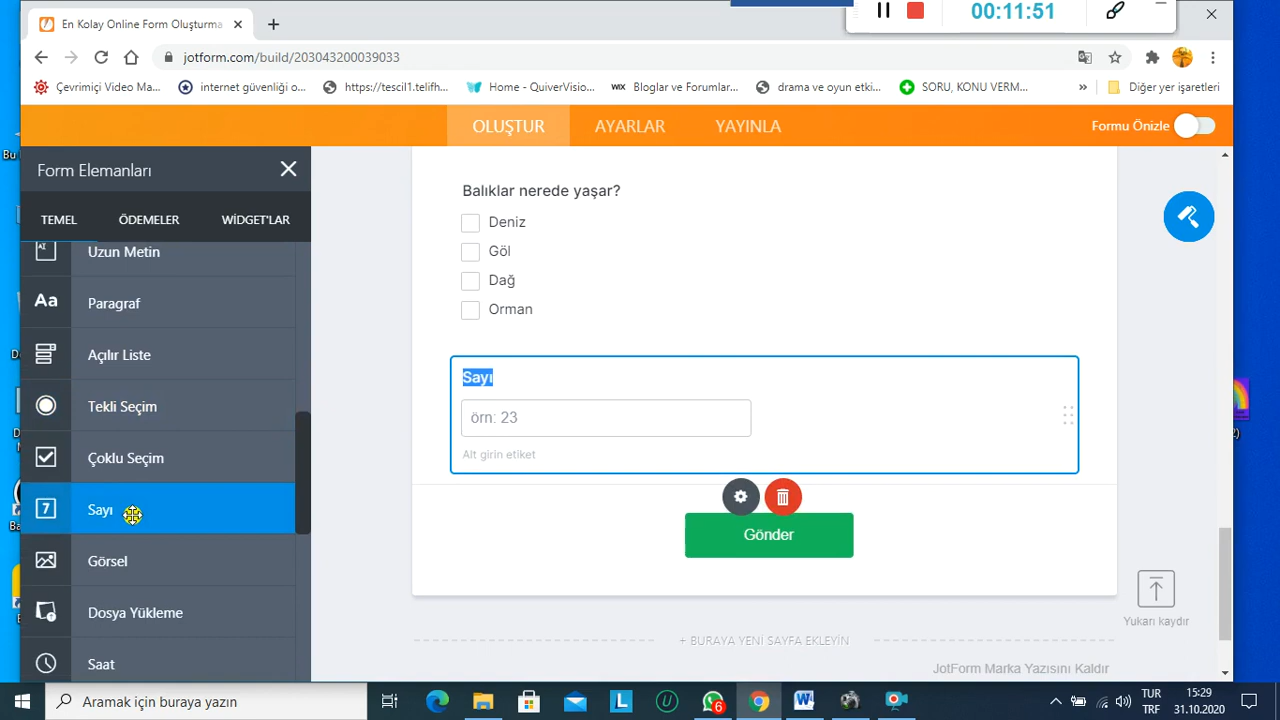 En Kolay Online Form Oluşturma
00:11:51
jotform.com/build/203043200039033
Çevrimiçi Video Ma...
internet güvenliği o...
https://tescil1.telifh...
Home - QuiverVisio...
WIX Bloglar ve Forumlar...
drama ve oyun etkin...
SORU, KONU VERM...
»
Diğer yer işaretleri
OLUŞTUR
AYARLAR
YAYINLA
Formu Önizle
Form Elemanları
TEMEL
ÖDEMELER
WİDGET'LAR
Uzun Metin
Aa Paragraf
Açılır Liste
Tekli Seçim
Çoklu Seçim
7 Sayı
Görsel
Dosya Yükleme
Saat
Balıklar nerede yaşar?
Deniz
Göl
Dağ
Orman
Sayı
örn: 23
Alt girin etiket
Gönder
Yukarı kaydır
+ BURAYA YENİ SAYFA EKLEYİN
JotForm Marka Yazısını Kaldır
Aramak için buraya yazın
6
TUR
TRF
15:29
31.10.2020